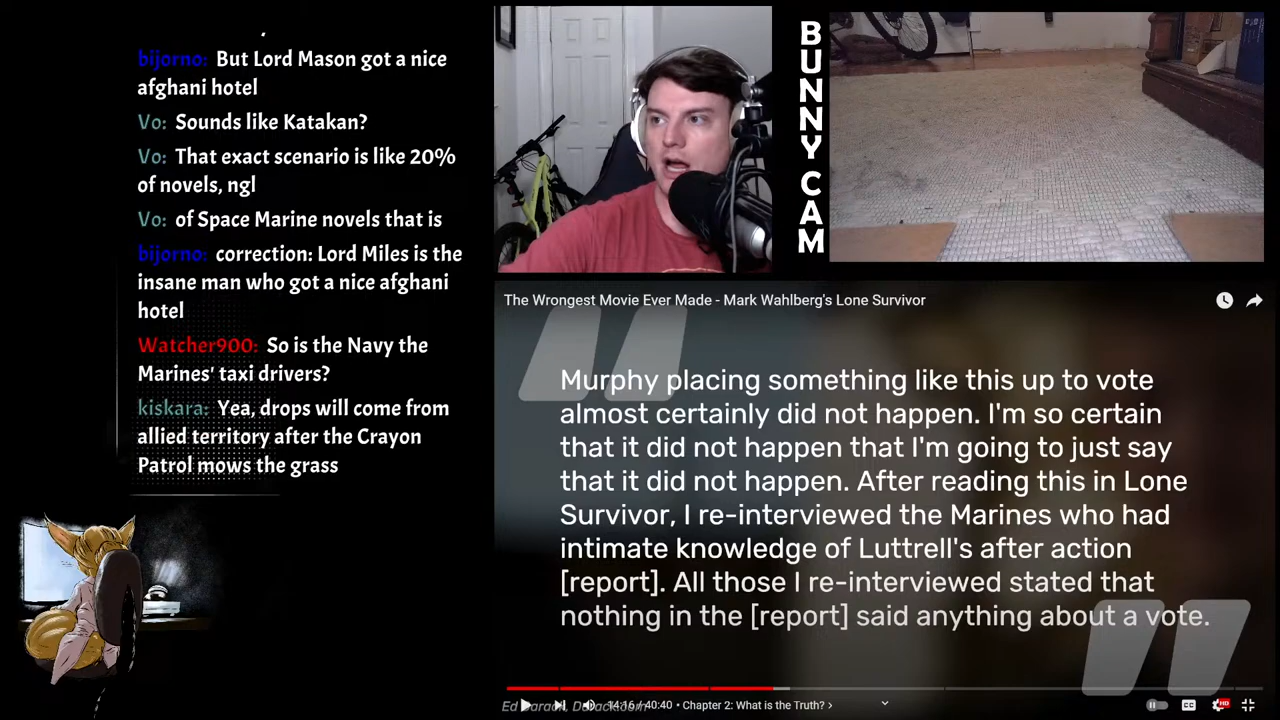 bijorno: But Lord Mason got a nice
afghani hotel
Vo: Sounds like Katakan?
Vo: That exact scenario is like 20%
of novels, ngl
Vo: of Space Marine novels that is
bijorno: correction: Lord Miles is the
insane man who got a nice afghani
hotel
Watcher900: So is the Navy the
Marines' taxi drivers?
kiskara: Yea, drops will come from
allied territory after the Crayon
Patrol mows the grass
BUNNY CAM
The Wrongest Movie Ever Made - Mark Wahlberg's Lone Survivor
Murphy placing something like this up to vote
almost certainly did not happen. I'm so certain
that it did not happen that I'm going to just say
that it did not happen. After reading this in Lone
Survivor, I re-interviewed the Marines who had
intimate knowledge of Luttrell's after action
[report]. All those I re-interviewed stated that
nothing in the [report] said anything about a vote.
14:16 / 40:40 • Chapter 2: What is the Truth? ›
CC
HD